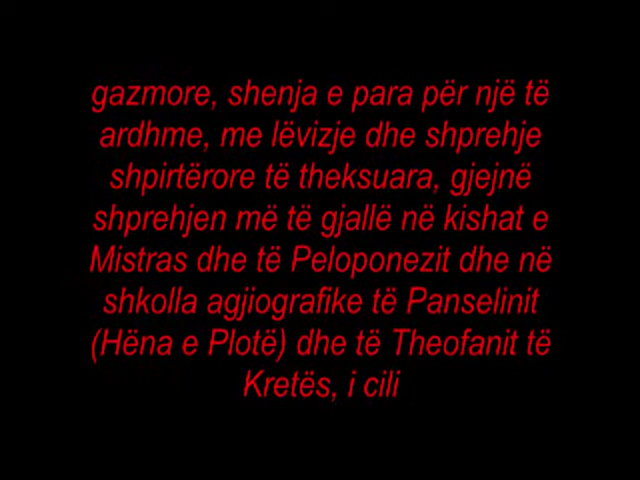 gazmore, shenja e para për një të
ardhme, me lëvizje dhe shprehje
shpirtërore të theksuara, gjejnë
shprehjen më të gjallë në kishat e
Mistras dhe të Peloponezit dhe në
shkolla agjiografike të Panselinit
(Hëna e Plotë) dhe të Theofanit të
Kretës, i cili